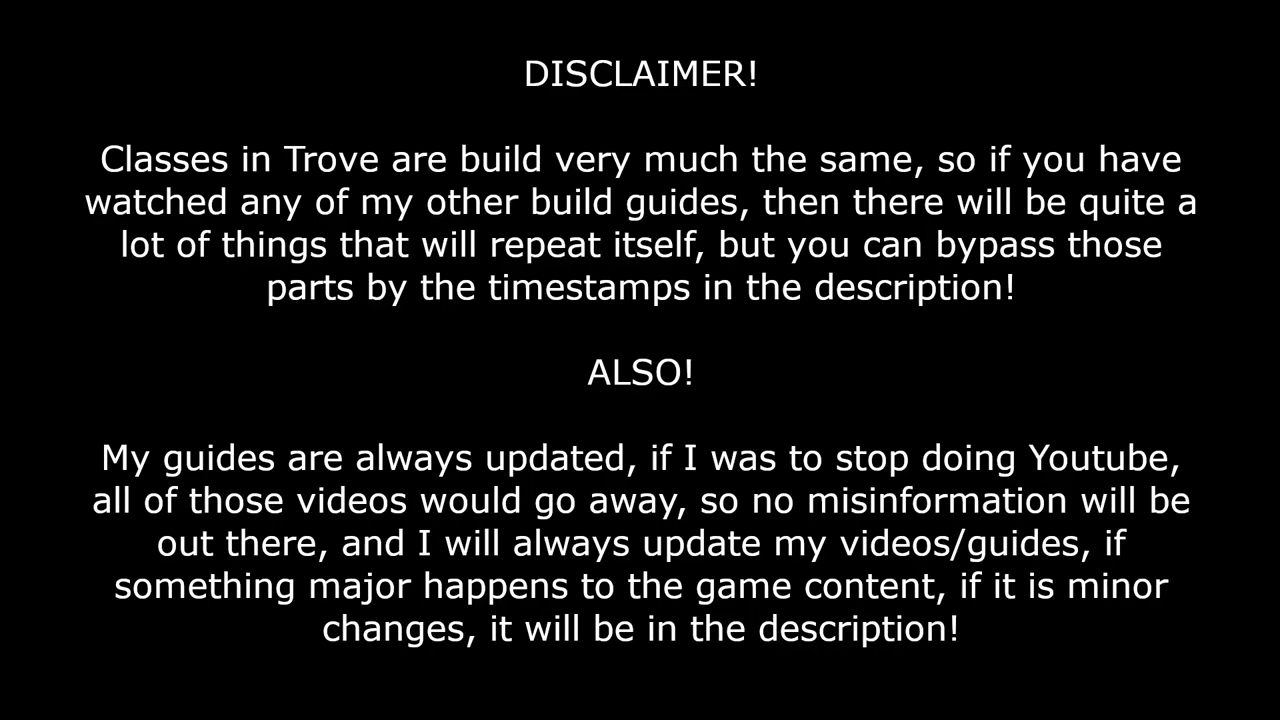 DISCLAIMER!
Classes in Trove are build very much the same, so if you have
watched any of my other build guides, then there will be quite a
lot of things that will repeat itself, but you can bypass those
parts by the timestamps in the description!
ALSO!
My guides are always updated, if I was to stop doing Youtube,
all of those videos would go away, so no misinformation will be
out there, and I will always update my videos/guides, if
something major happens to the game content, if it is minor
changes, it will be in the description!